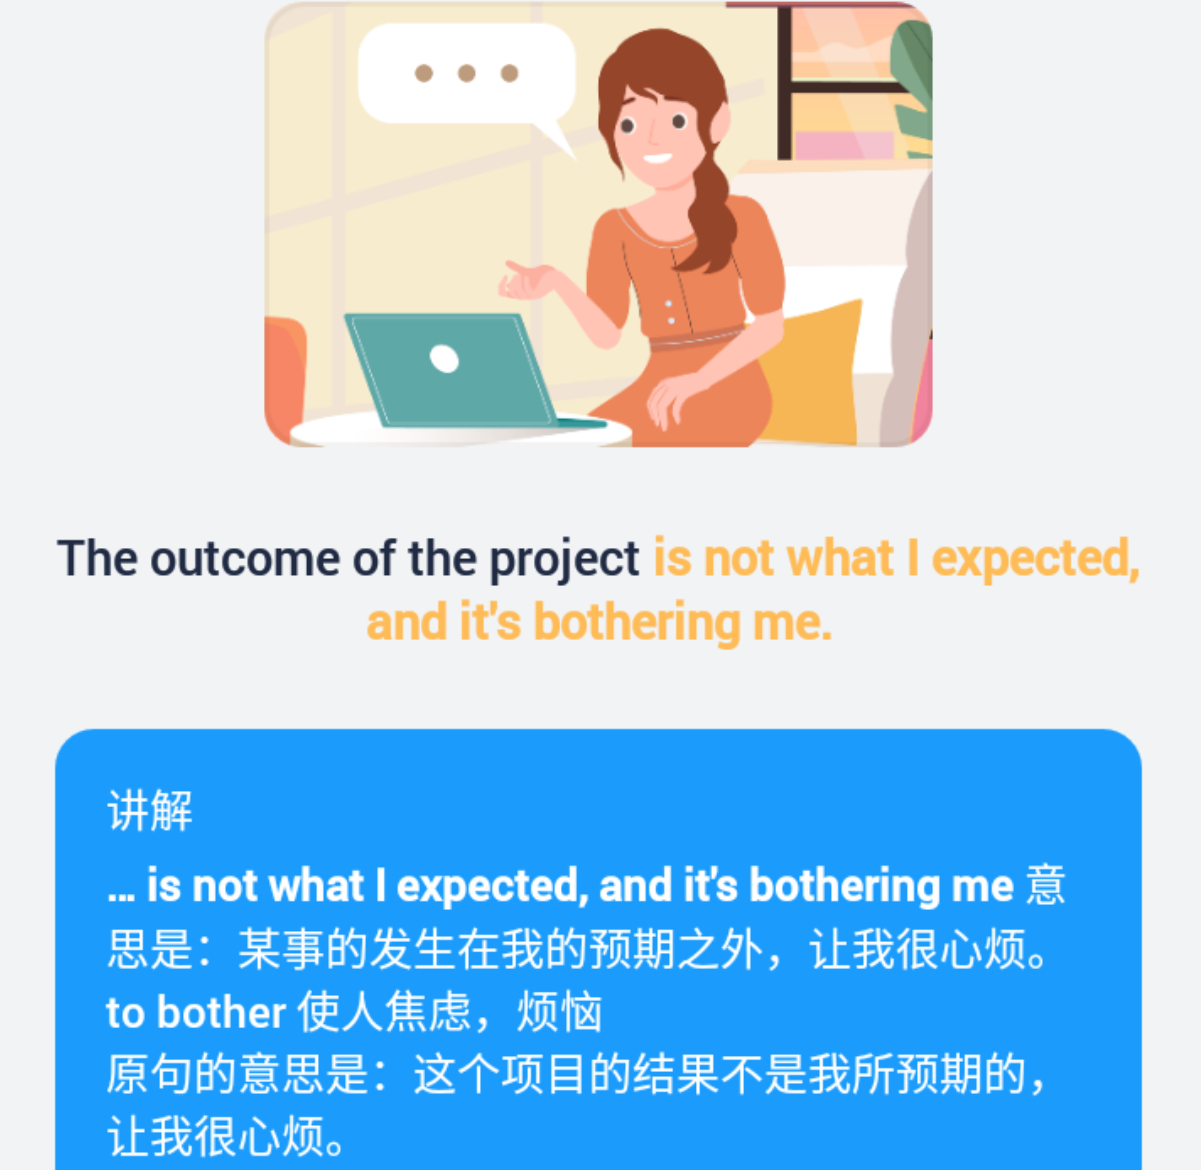 The outcome of the project is not what I expected,
and it's bothering me.
讲解
... is not what I expected, and it's bothering me 意
思是：某事的发生在我的预期之外，让我很心烦。
to bother 使人焦虑，烦恼
原句的意思是：这个项目的结果不是我所预期的，
让我很心烦。